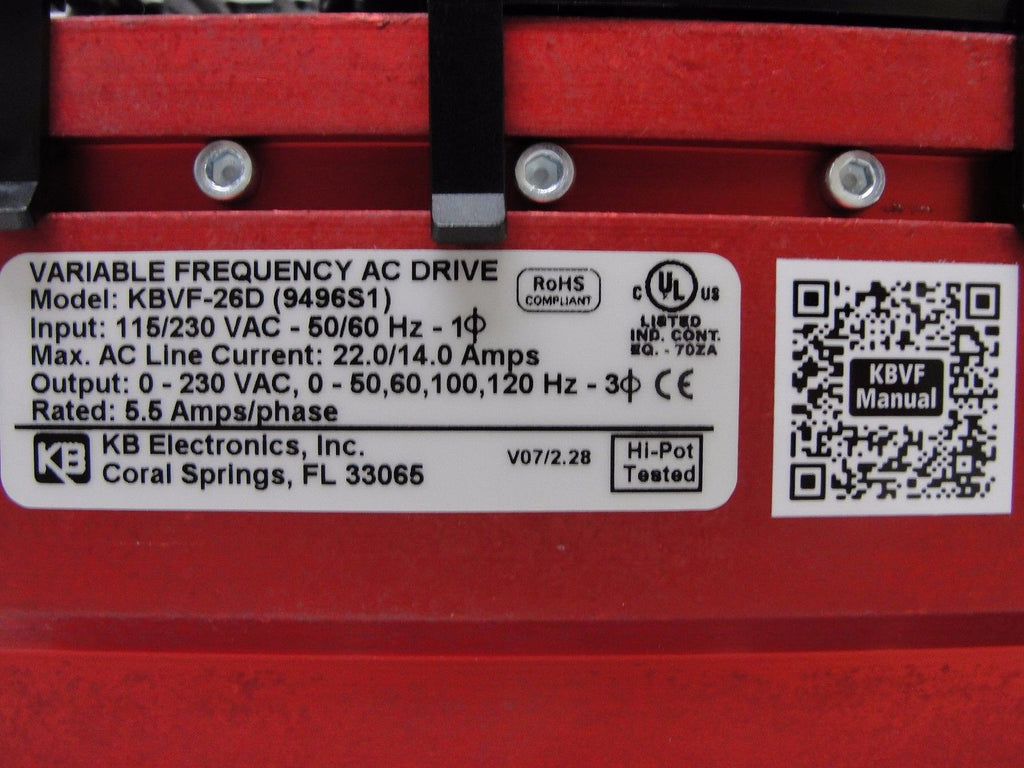 VARIABLE FREQUENCY AC DRIVE
Model: KBVF-26D (9496S1)
Input: 115/230 VAC - 50/60 Hz - 1ϕ
Max. AC Line Current: 22.0/14.0 Amps
Output: 0 - 230 VAC, 0 - 50,60,100,120 Hz - 3ϕ CE
Rated: 5.5 Amps/phase
RoHS
COMPLIANT
C UL US
LISTED
IND. CONT.
EQ. - 70ZA
KB
KB Electronics, Inc.
Coral Springs, FL 33065
V07/2.28
Hi-Pot
Tested
KBVF
Manual